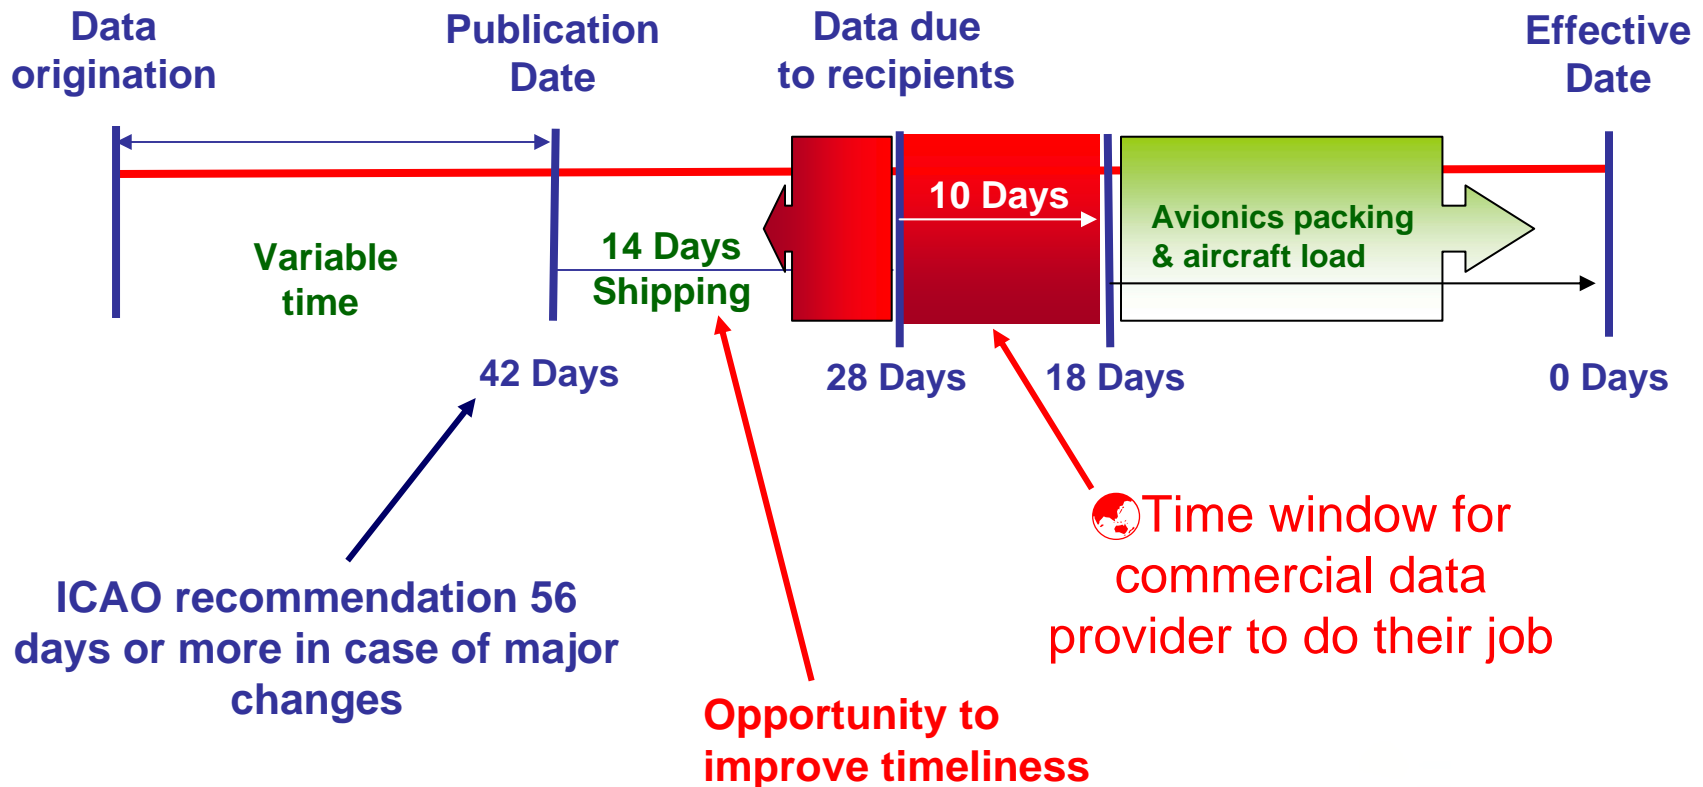 Data
origination
Publication
Date
Data due
to recipients
Effective
Date
Variable
time
14 Days
Shipping
10 Days
Avionics packing
& aircraft load
42 Days
28 Days
18 Days
0 Days
ICAO recommendation 56
days or more in case of major
changes
Opportunity to
improve timeliness
Time window for
commercial data
provider to do their job